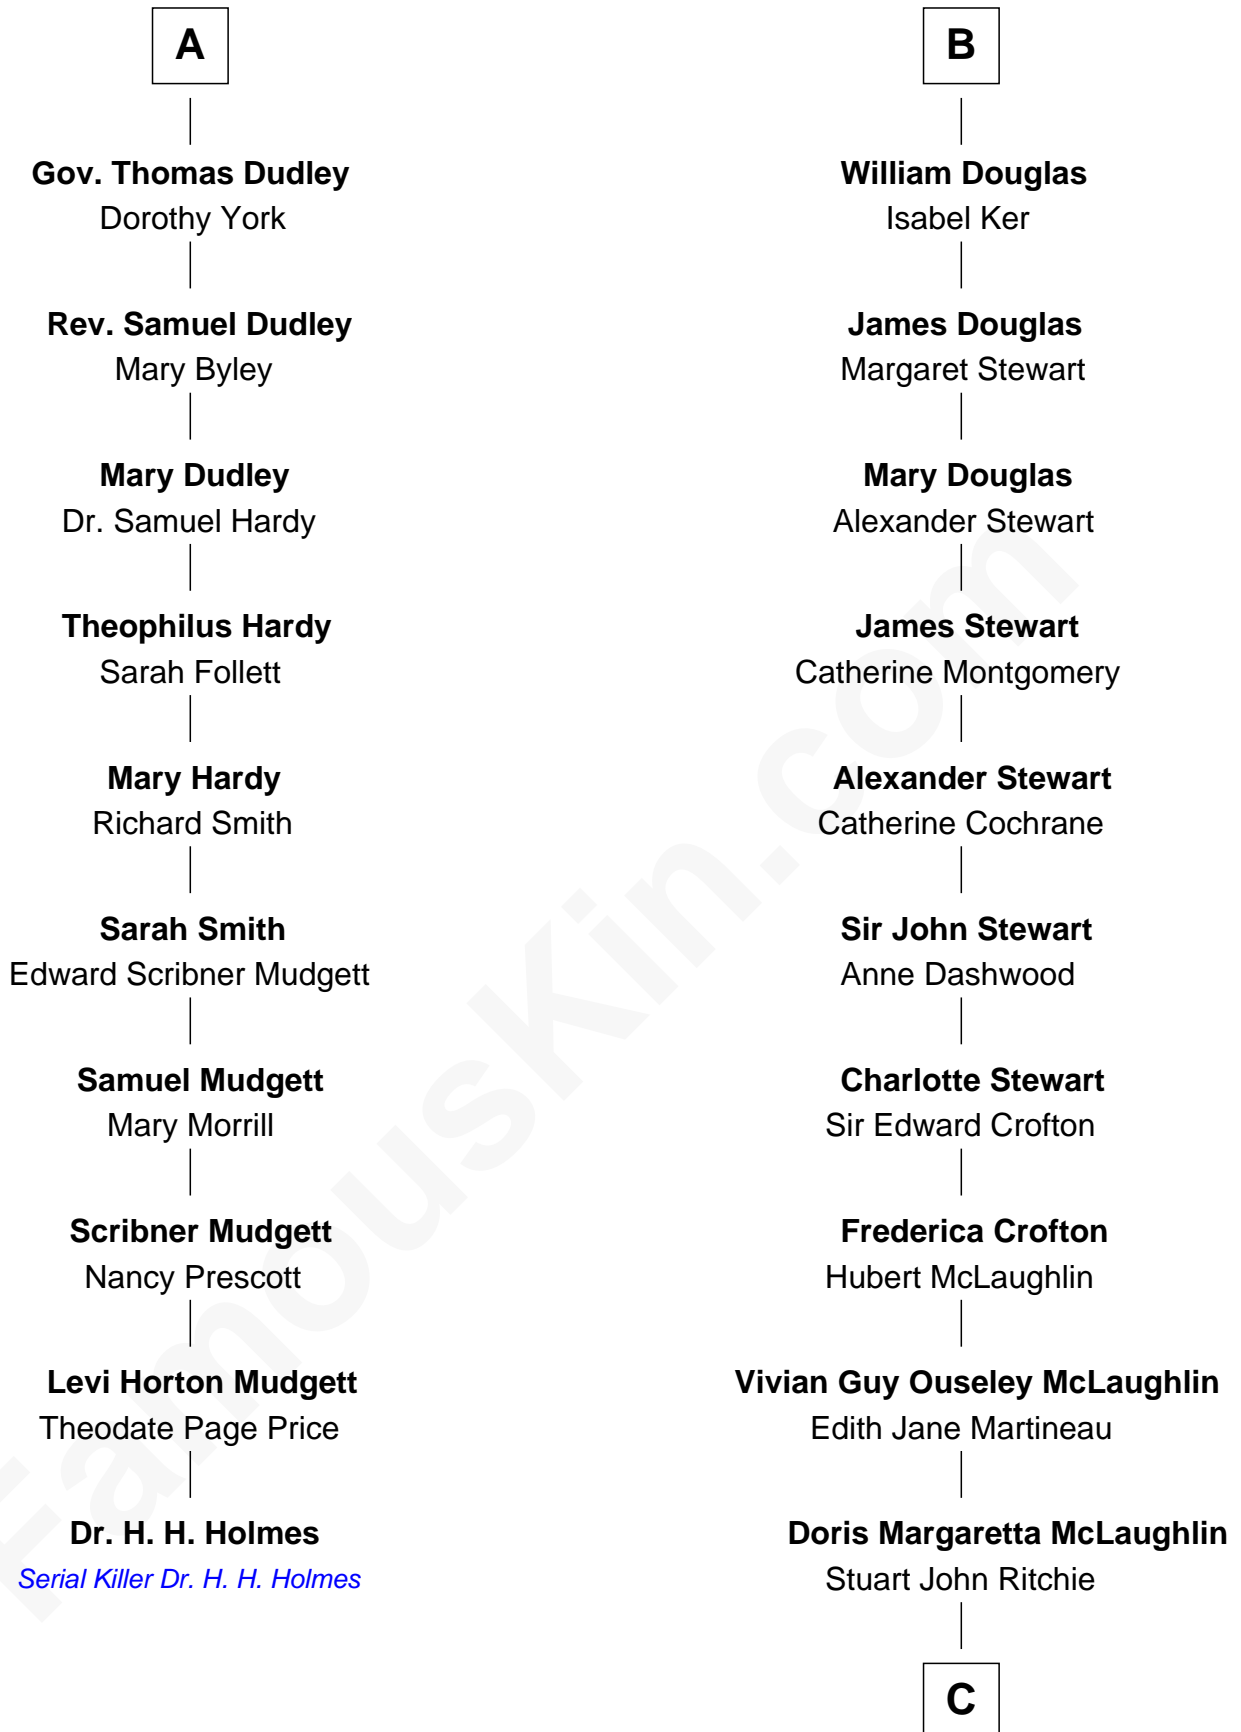 A
Gov. Thomas Dudley
Dorothy York
Rev. Samuel Dudley
Mary Byley
Mary Dudley
Dr. Samuel Hardy
Theophilus Hardy
Sarah Follett
Mary Hardy
Richard Smith
Sarah Smith
Edward Scribner Mudgett
Samuel Mudgett
Mary Morrill
Scribner Mudgett
Nancy Prescott
Levi Horton Mudgett
Theodate Page Price
Dr. H. H. Holmes
Serial Killer Dr. H. H. Holmes
B
William Douglas
Isabel Ker
James Douglas
Margaret Stewart
Mary Douglas
Alexander Stewart
James Stewart
Catherine Montgomery
Alexander Stewart
Catherine Cochrane
Sir John Stewart
Anne Dashwood
Charlotte Stewart
Sir Edward Crofton
Frederica Crofton
Hubert McLaughlin
Vivian Guy Ouseley McLaughlin
Edith Jane Martineau
Doris Margaretta McLaughlin
Stuart John Ritchie
C
FamousKin.com